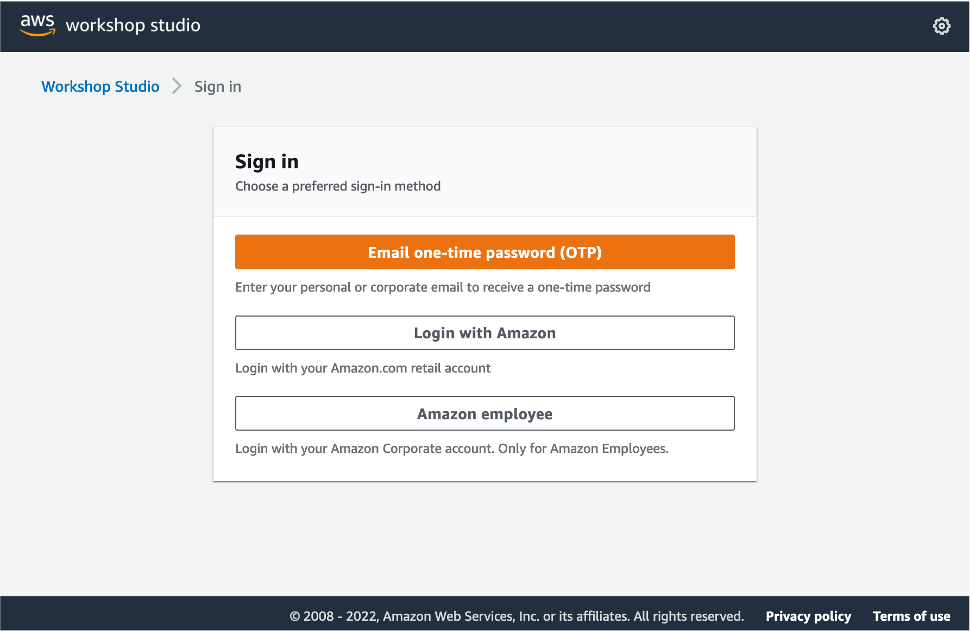 aws workshop studio
Workshop Studio > Sign in
Sign in
Choose a preferred sign-in method
Email one-time password (OTP)
Enter your personal or corporate email to receive a one-time password
Login with Amazon
Login with your Amazon.com retail account
Amazon employee
Login with your Amazon Corporate account. Only for Amazon Employees.
© 2008 - 2022, Amazon Web Services, Inc. or its affiliates. All rights reserved. Privacy policy Terms of use